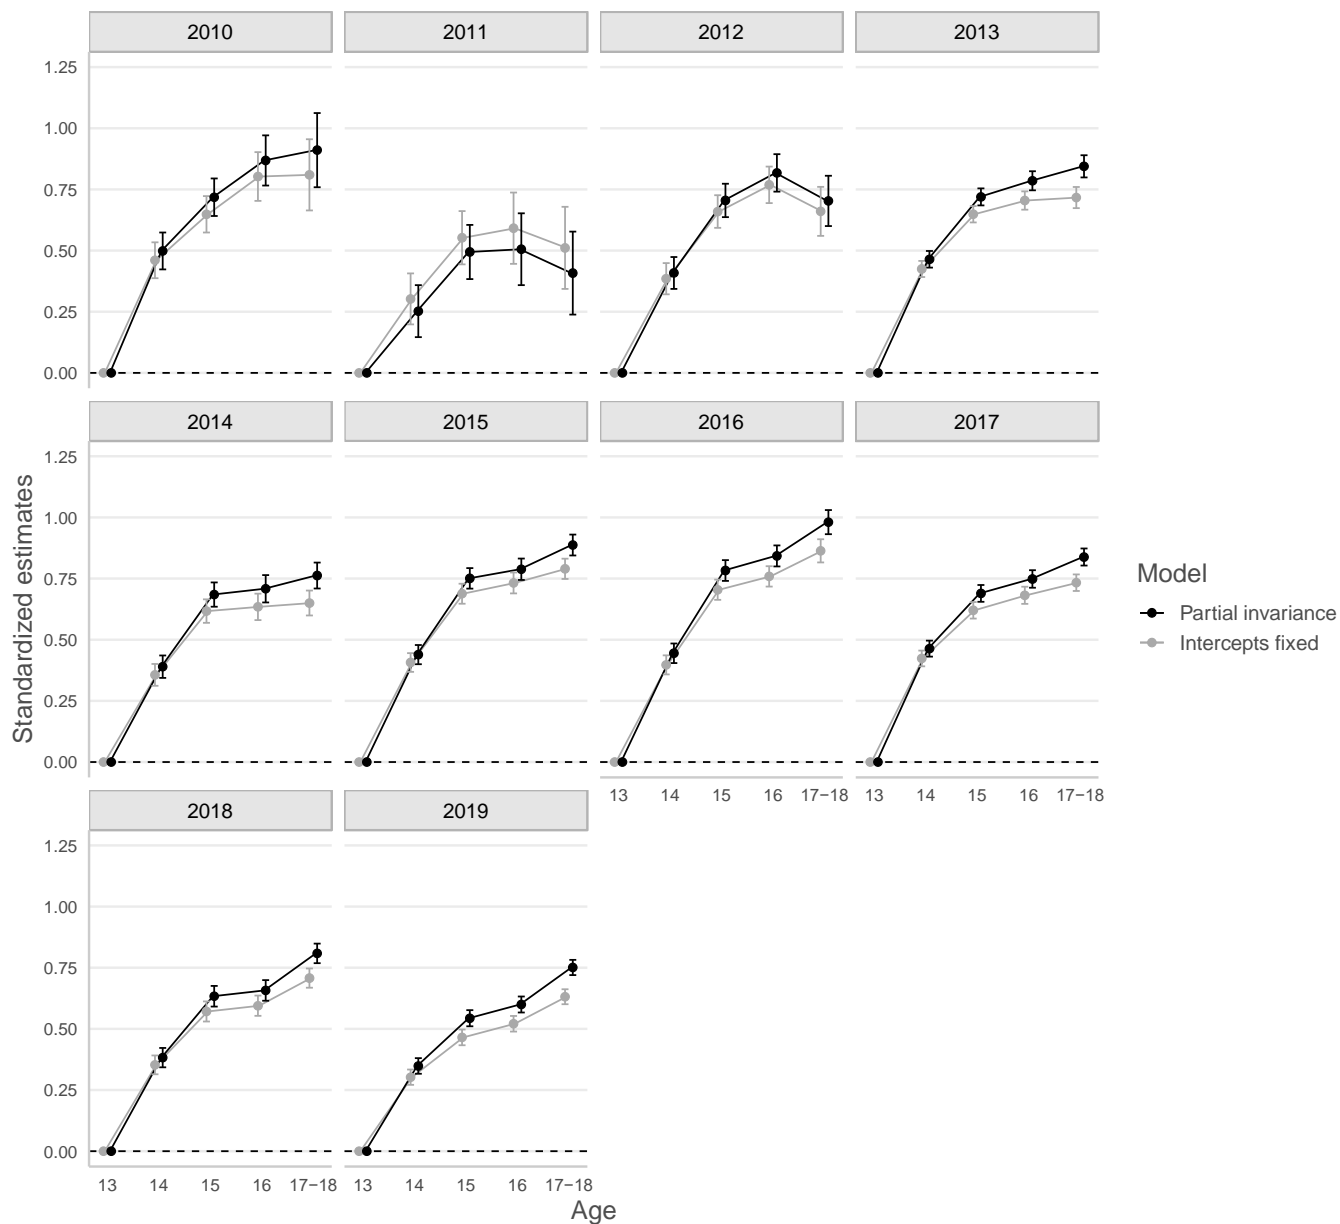 2010 2011 2012 2013
1.25
1.00
0.75
0.50
0.25
0.00
2014 2015 2016 2017
1.25
1.00
0.75
0.50
0.25
0.00
13 14 15 16 17−18 13 14 15 16 17−18
2018 2019
1.25
1.00
0.75
0.50
0.25
0.00
13 14 15 16 17−18 13 14 15 16 17−18
Age
Standardized estimates
Model
Partial invariance
Intercepts fixed